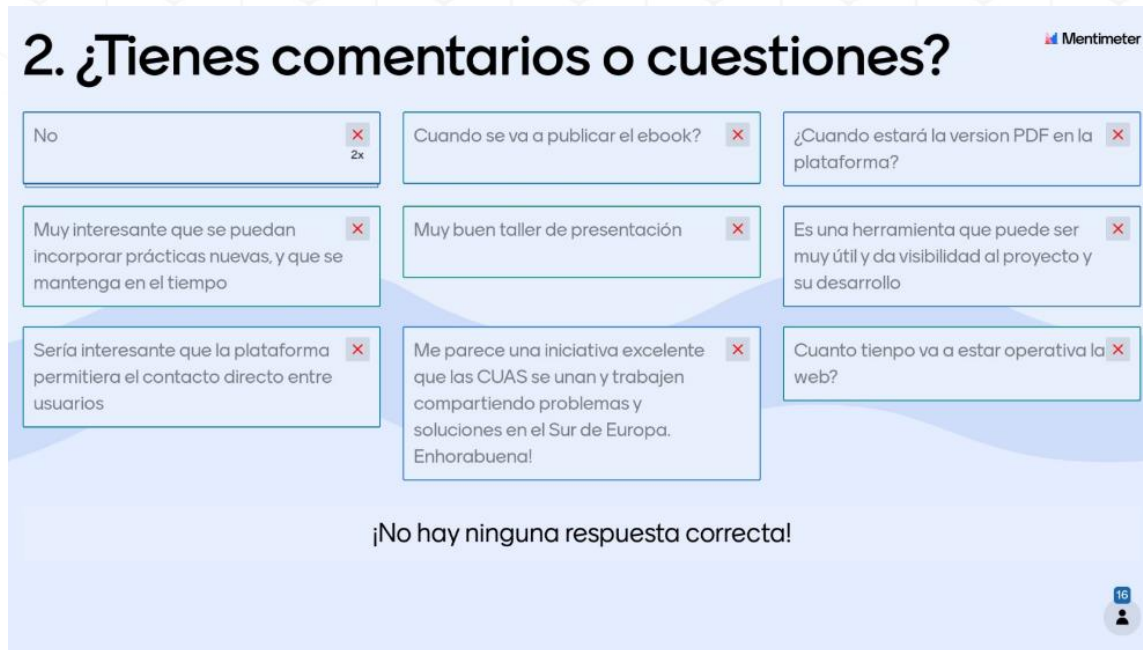 2. ¿Tienes comentarios o cuestiones?
Mentimeter
No
2x
Cuando se va a publicar el ebook?
¿Cuando estará la version PDF en la
plataforma?
Muy interesante que se puedan
incorporar prácticas nuevas, y que se
mantenga en el tiempo
Muy buen taller de presentación
Es una herramienta que puede ser
muy útil y da visibilidad al proyecto y
su desarrollo
Sería interesante que la plataforma
permitiera el contacto directo entre
usuarios
Me parece una iniciativa excelente
que las CUAS se unan y trabajen
compartiendo problemas y
soluciones en el Sur de Europa.
Enhorabuena!
Cuanto tienpo va a estar operativa la
web?
¡No hay ninguna respuesta correcta!
16